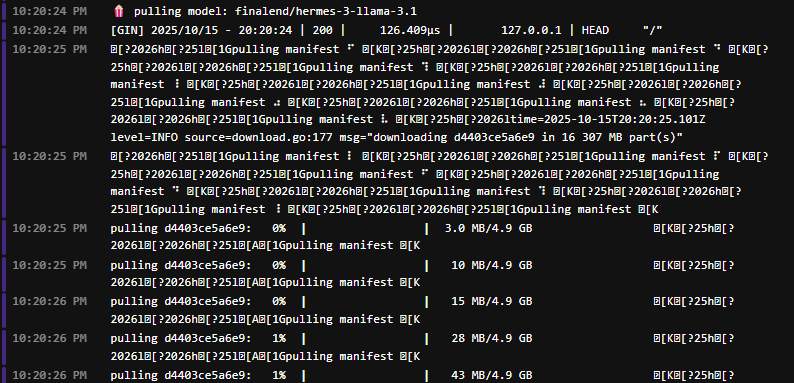 10:20:24 PM 🍿 pulling model: finalend/hermes-3-llama-3.1
10:20:24 PM [GIN] 2025/10/15 - 20:20:24 | 200 | 126.409µs | 127.0.0.1 | HEAD "/"
10:20:25 PM �[?2026h�[?25l�[1Gpulling manifest ⠋ �[K�[?25h�[?2026l�[?2026h�[?25l�[1Gpulling manifest ⠙ �[K�[?
25h�[?2026l�[?2026h�[?25l�[1Gpulling manifest ⠹ �[K�[?25h�[?2026l�[?2026h�[?25l�[1Gpulling
manifest ⠸ �[K�[?25h�[?2026l�[?2026h�[?25l�[1Gpulling manifest ⠼ �[K�[?25h�[?2026l�[?2026h�[?
25l�[1Gpulling manifest ⠴ �[K�[?25h�[?2026l�[?2026h�[?25l�[1Gpulling manifest ⠦ �[K�[?25h�[?
2026l�[?2026h�[?25l�[1Gpulling manifest ⠧ �[K�[?25h�[?2026ltime=2025-10-15T20:20:25.101Z
level=INFO source=download.go:177 msg="downloading d4403ce5a6e9 in 16 307 MB part(s)"
10:20:25 PM �[?2026h�[?25l�[1Gpulling manifest ⠇ �[K�[?25h�[?2026l�[?2026h�[?25l�[1Gpulling manifest ⠋ �[K�[?
25h�[?2026l�[?2026h�[?25l�[1Gpulling manifest ⠋ �[K�[?25h�[?2026l�[?2026h�[?25l�[1Gpulling
manifest ⠙ �[K�[?25h�[?2026l�[?2026h�[?25l�[1Gpulling manifest ⠹ �[K�[?25h�[?2026l�[?2026h�[?
25l�[1Gpulling manifest ⠸ �[K�[?25h�[?2026l�[?2026h�[?25l�[1Gpulling manifest �[K
10:20:25 PM pulling d4403ce5a6e9: 0% | | 3.0 MB/4.9 GB �[K�[?25h�[?
2026l�[?2026h�[?25l�[A�[1Gpulling manifest �[K
10:20:25 PM pulling d4403ce5a6e9: 0% | | 10 MB/4.9 GB �[K�[?25h�[?
2026l�[?2026h�[?25l�[A�[1Gpulling manifest �[K
10:20:26 PM pulling d4403ce5a6e9: 0% | | 15 MB/4.9 GB �[K�[?25h�[?
2026l�[?2026h�[?25l�[A�[1Gpulling manifest �[K
10:20:26 PM pulling d4403ce5a6e9: 1% | | 28 MB/4.9 GB �[K�[?25h�[?
2026l�[?2026h�[?25l�[A�[1Gpulling manifest �[K
10:20:26 PM pulling d4403ce5a6e9: 1% | | 43 MB/4.9 GB �[K�[?25h�[?